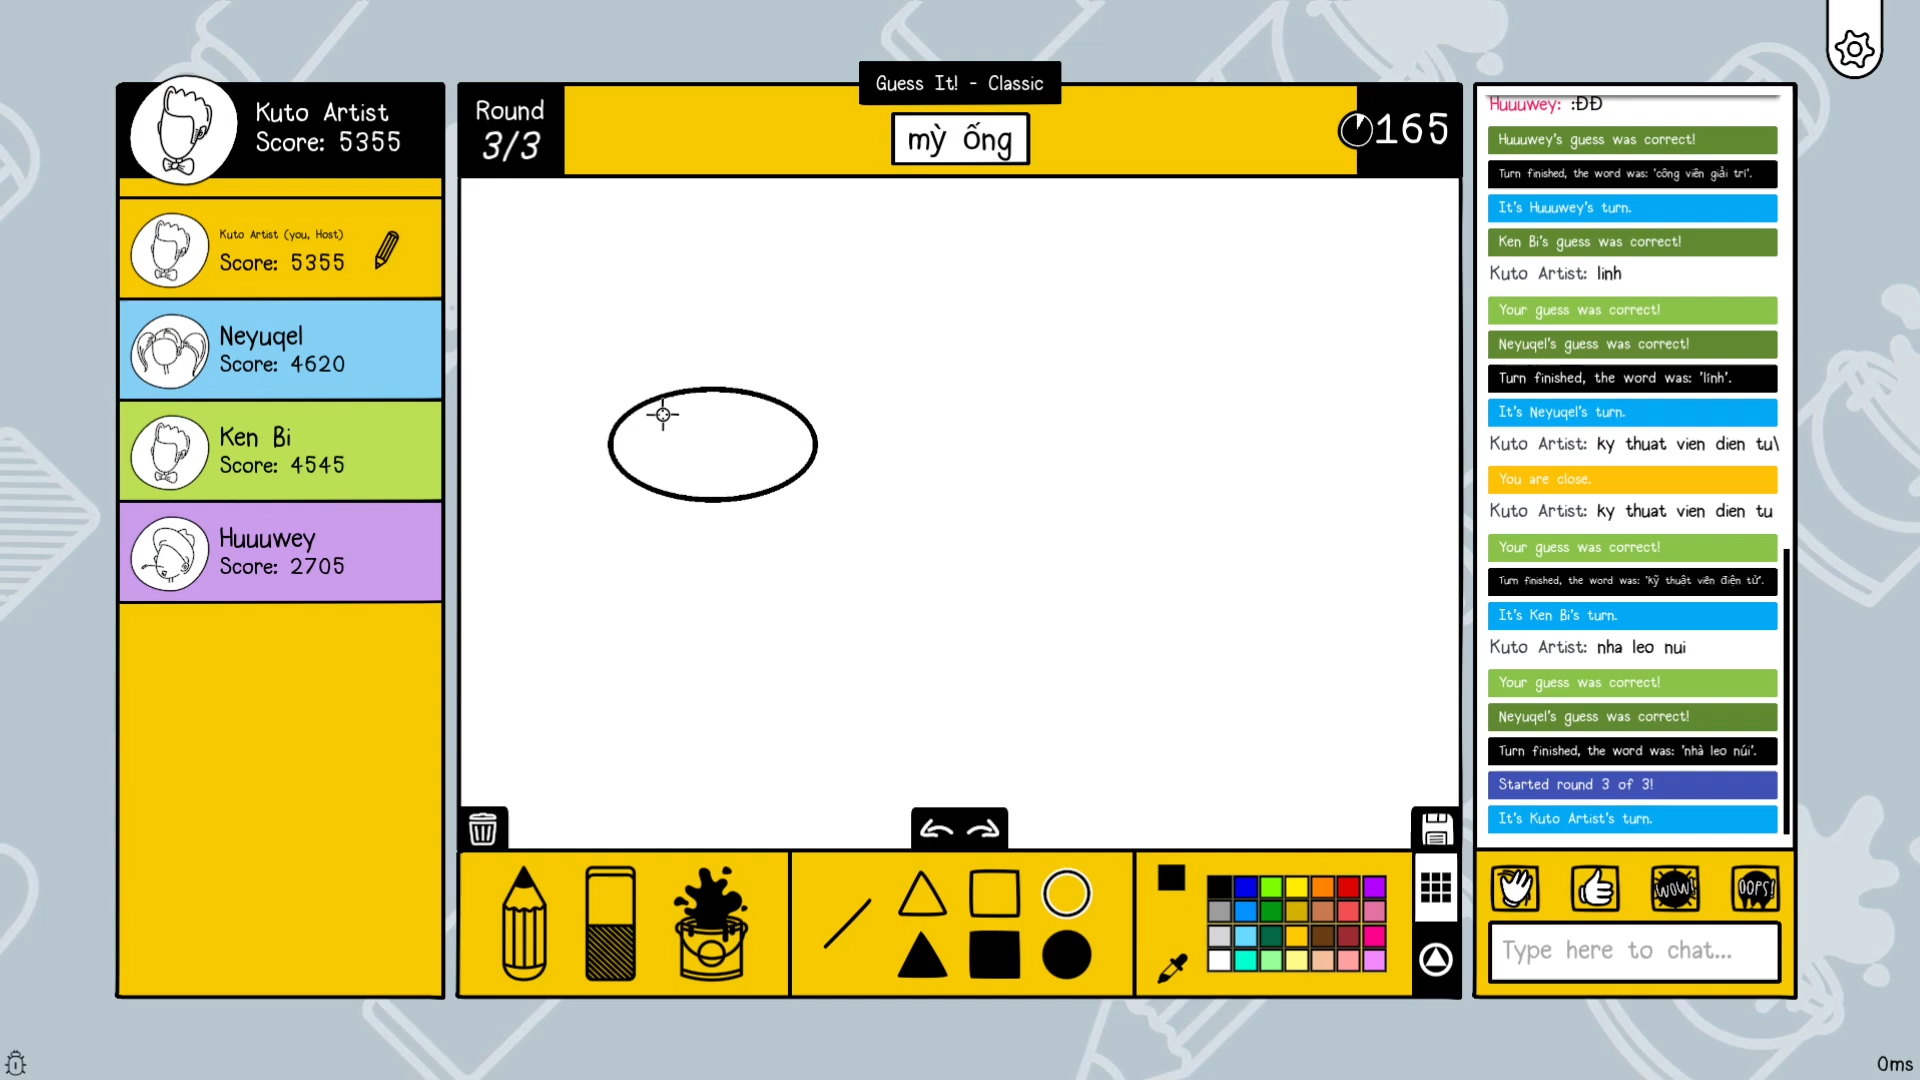 Guess It! - Classic
Kuto Artist
Score: 5355
Round
3/3
mỳ ống
165
Kuto Artist (you, Host)
Score: 5355
Neyuqel
Score: 4620
Ken Bi
Score: 4545
Huuuwey
Score: 2705
Huuuwey: :ĐĐ
Huuuwey's guess was correct!
Turn finished, the word was: 'công viên giải trí'.
It's Huuuwey's turn.
Ken Bi's guess was correct!
Kuto Artist: linh
Your guess was correct!
Neyuqel's guess was correct!
Turn finished, the word was: 'lính'.
It's Neyuqel's turn.
Kuto Artist: ky thuat vien dien tu\
You are close.
Kuto Artist: ky thuat vien dien tu
Your guess was correct!
Turn finished, the word was: 'kỹ thuật viên điện tử'.
It's Ken Bi's turn.
Kuto Artist: nha leo nui
Your guess was correct!
Neyuqel's guess was correct!
Turn finished, the word was: 'nhà leo núi'.
Started round 3 of 3!
It's Kuto Artist's turn.
WOW!
OOPS!
Type here to chat...
0ms